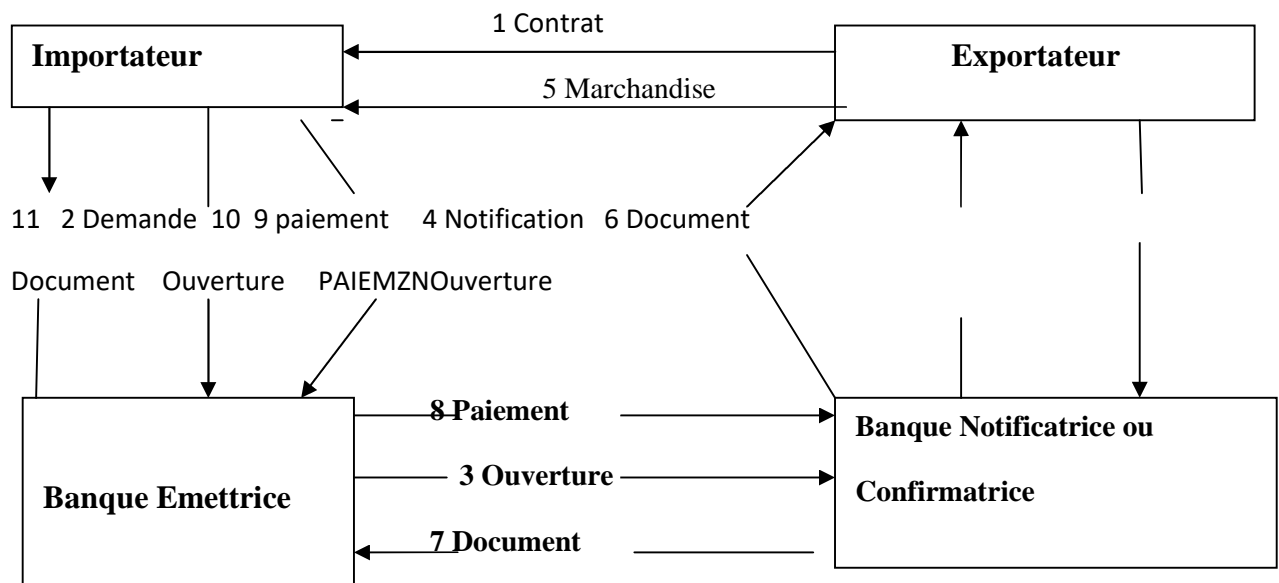 1 Contrat
Importateur
Exportateur
5 Marchandise
11 2 Demande 10 9 paiement 4 Notification 6 Document
Document Ouverture PAIEMZNOuverture
8 Paiement
Banque Notificatrice ou
3 Ouverture
Confirmatrice
Banque Emettrice
7 Document